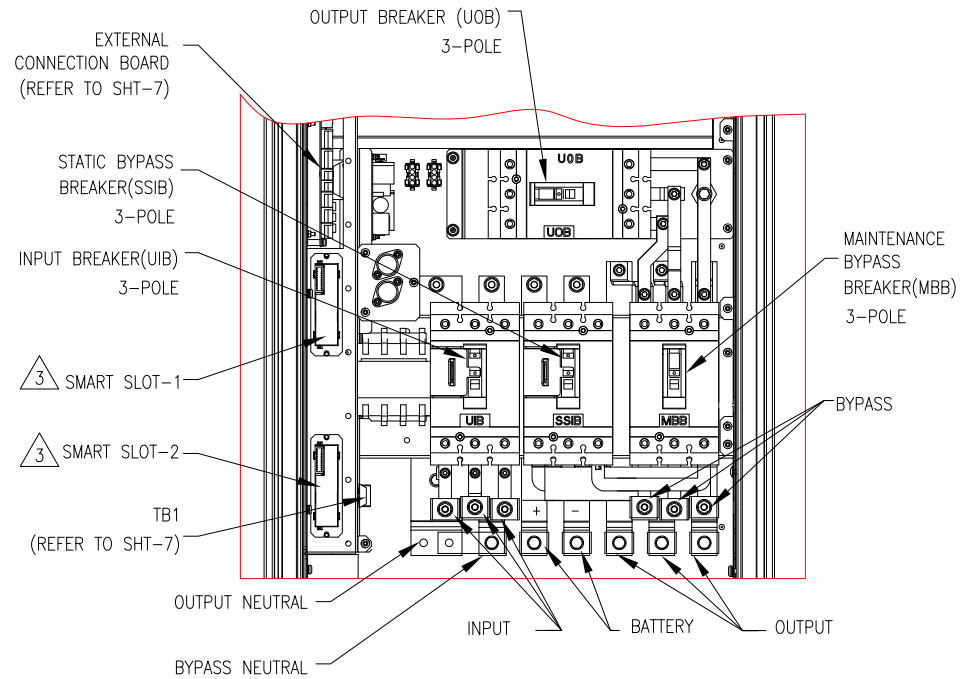 OUTPUT BREAKER (UOB)
3-POLE
EXTERNAL
CONNECTION BOARD
(REFER TO SHT-7)
STATIC BYPASS
BREAKER(SSIB)
3-POLE
INPUT BREAKER(UIB)
3-POLE
UOB
UOB
MAINTENANCE
BYPASS
BREAKER(MBB)
3-POLE
3 SMART SLOT-1
UIB
SSIB
MBB
BYPASS
3 SMART SLOT-2
TB1
(REFER TO SHT-7)
+
-
OUTPUT NEUTRAL
INPUT
BATTERY
OUTPUT
BYPASS NEUTRAL